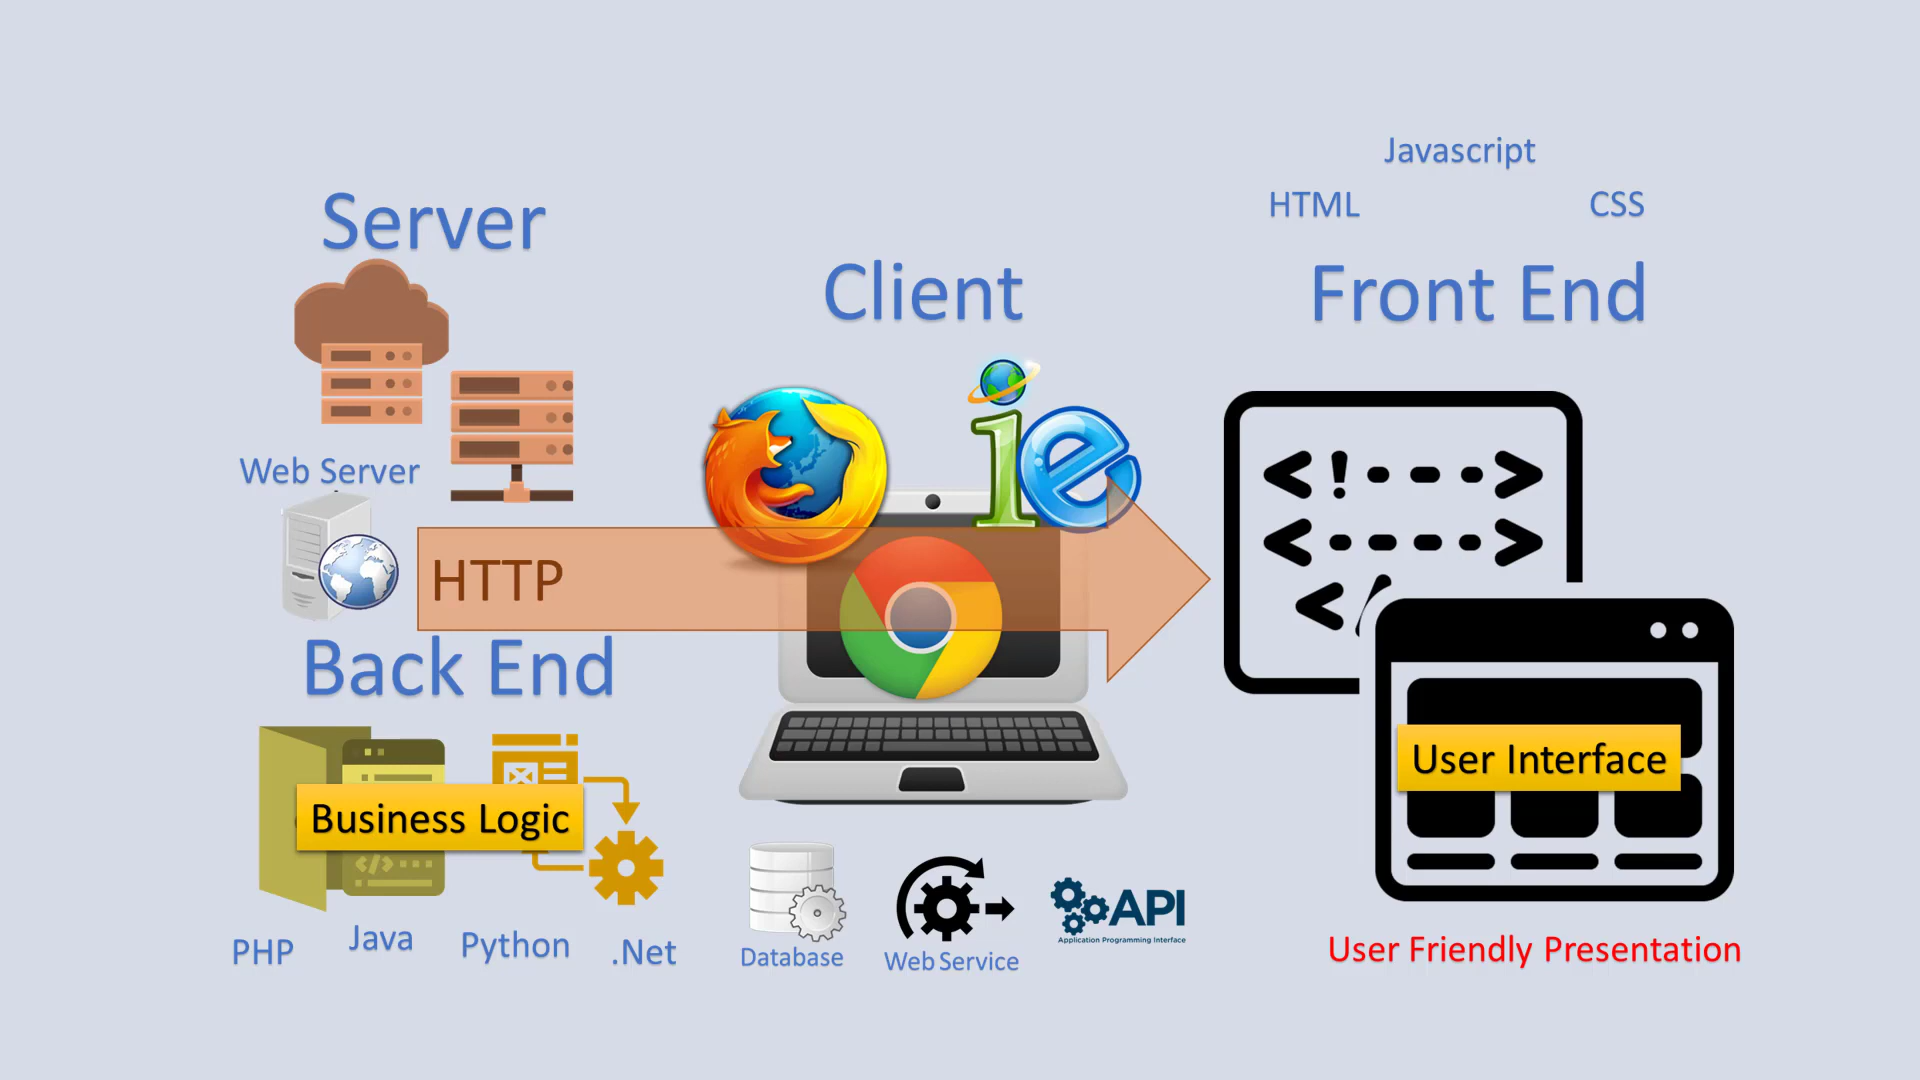 Javascript
HTML
CSS
Server
Client
Front End
Web Server
HTTP
Back End
User Interface
Business Logic
PHP
Java
Python
.Net
Database
Web Service
API
Application Programming Interface
User Friendly Presentation